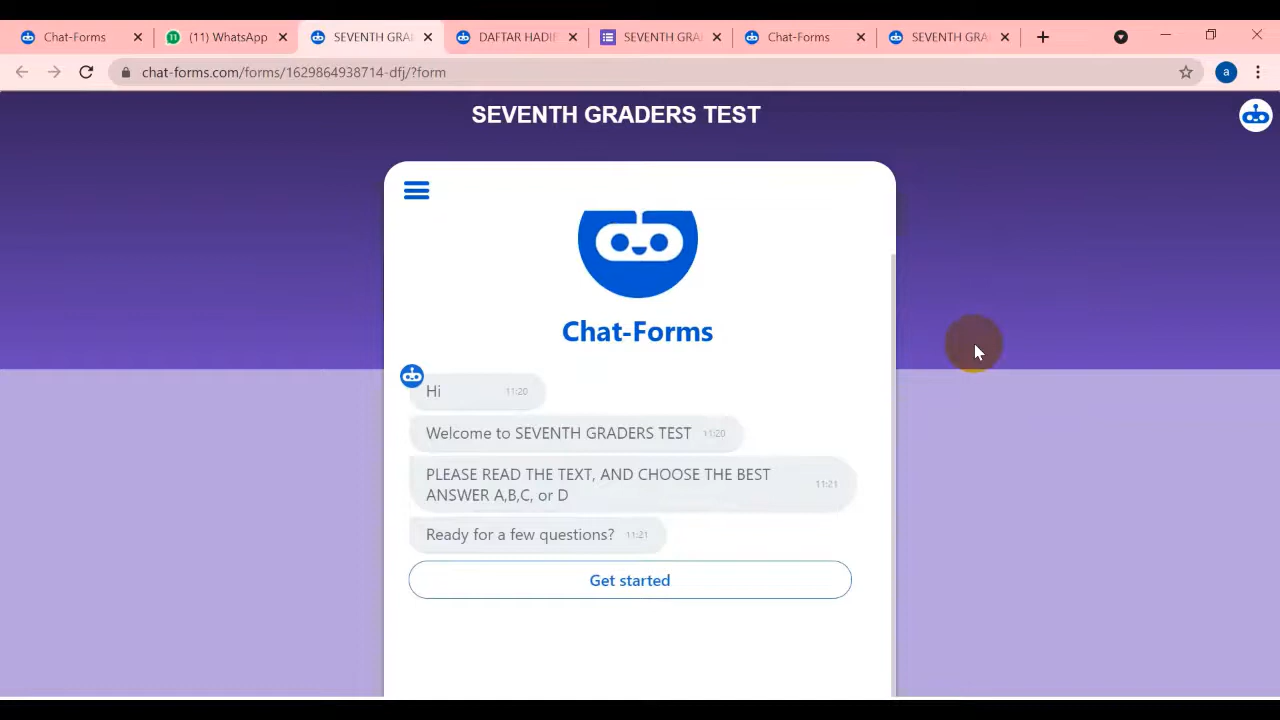 Chat-Forms
11
(11) WhatsApp
SEVENTH GRA
DAFTAR HADI
SEVENTH GRA
Chat-Forms
SEVENTH GRA
chat-forms.com/forms/1629864938714-dfj/?form
a
SEVENTH GRADERS TEST
Chat-Forms
Hi 11:20
Welcome to SEVENTH GRADERS TEST 11:20
PLEASE READ THE TEXT, AND CHOOSE THE BEST
ANSWER A,B,C, or D 11:21
Ready for a few questions? 11:21
Get started